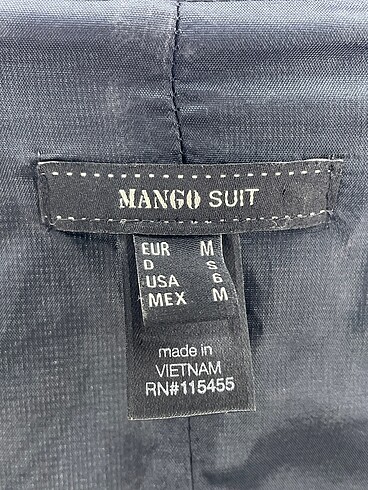 MANGO SUIT
EUR M
D S
USA 6
MEX M
made in
VIETNAM
RN#115455